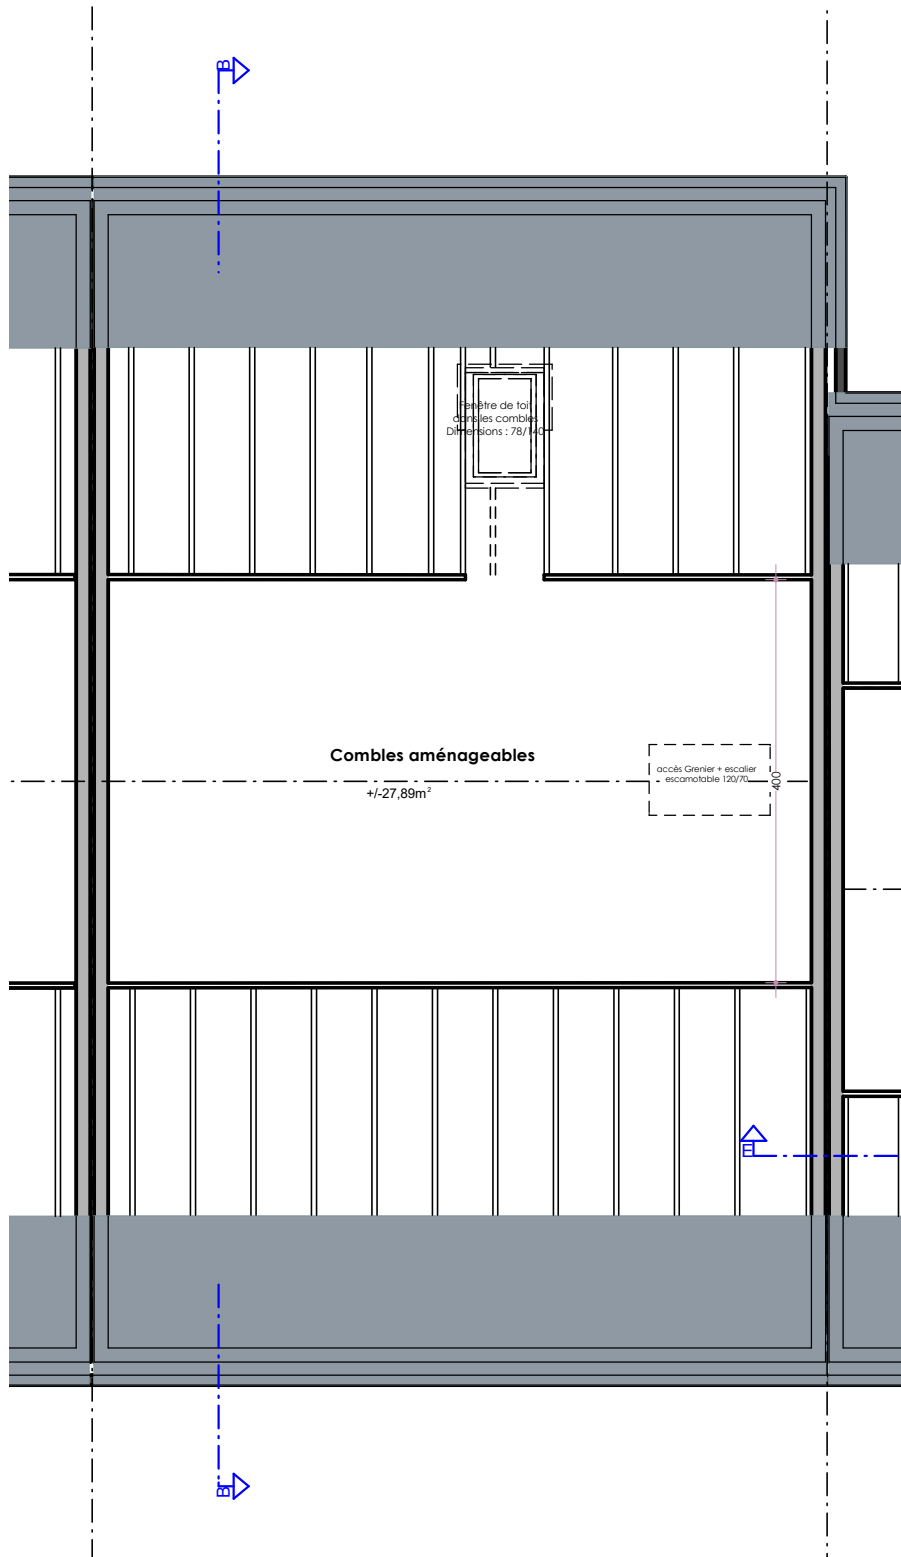 B
Fenêtre de toit
dans les combles
Dimensions : 78/140
Combles aménageables
+/-27,89m²
accès Grenier + escalier
escamotable 120/70
400
E
B